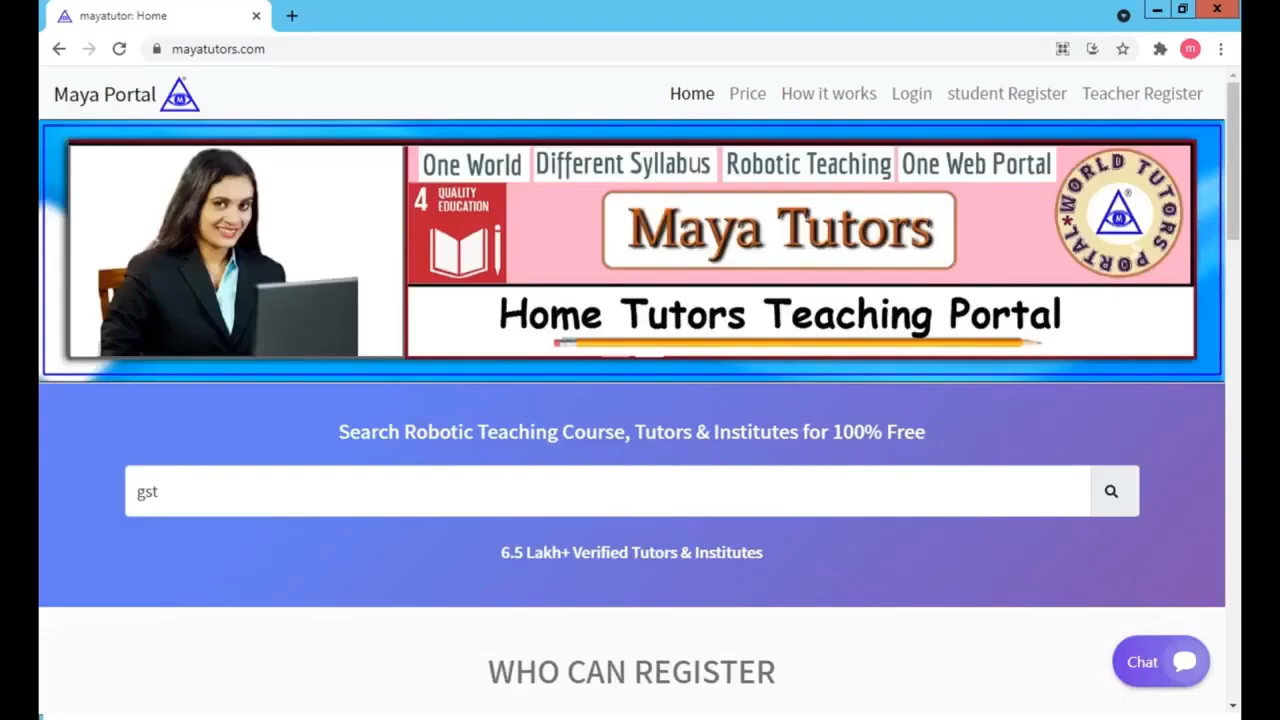 mayatutor: Home
mayatutors.com
m
Maya Portal
M
Home Price How it works Login student Register Teacher Register
One World Different Syllabus Robotic Teaching One Web Portal
4 QUALITY EDUCATION
Maya Tutors
WORLD TUTORS PORTAL*
M
Home Tutors Teaching Portal
Search Robotic Teaching Course, Tutors & Institutes for 100% Free
gst
6.5 Lakh+ Verified Tutors & Institutes
WHO CAN REGISTER
Chat